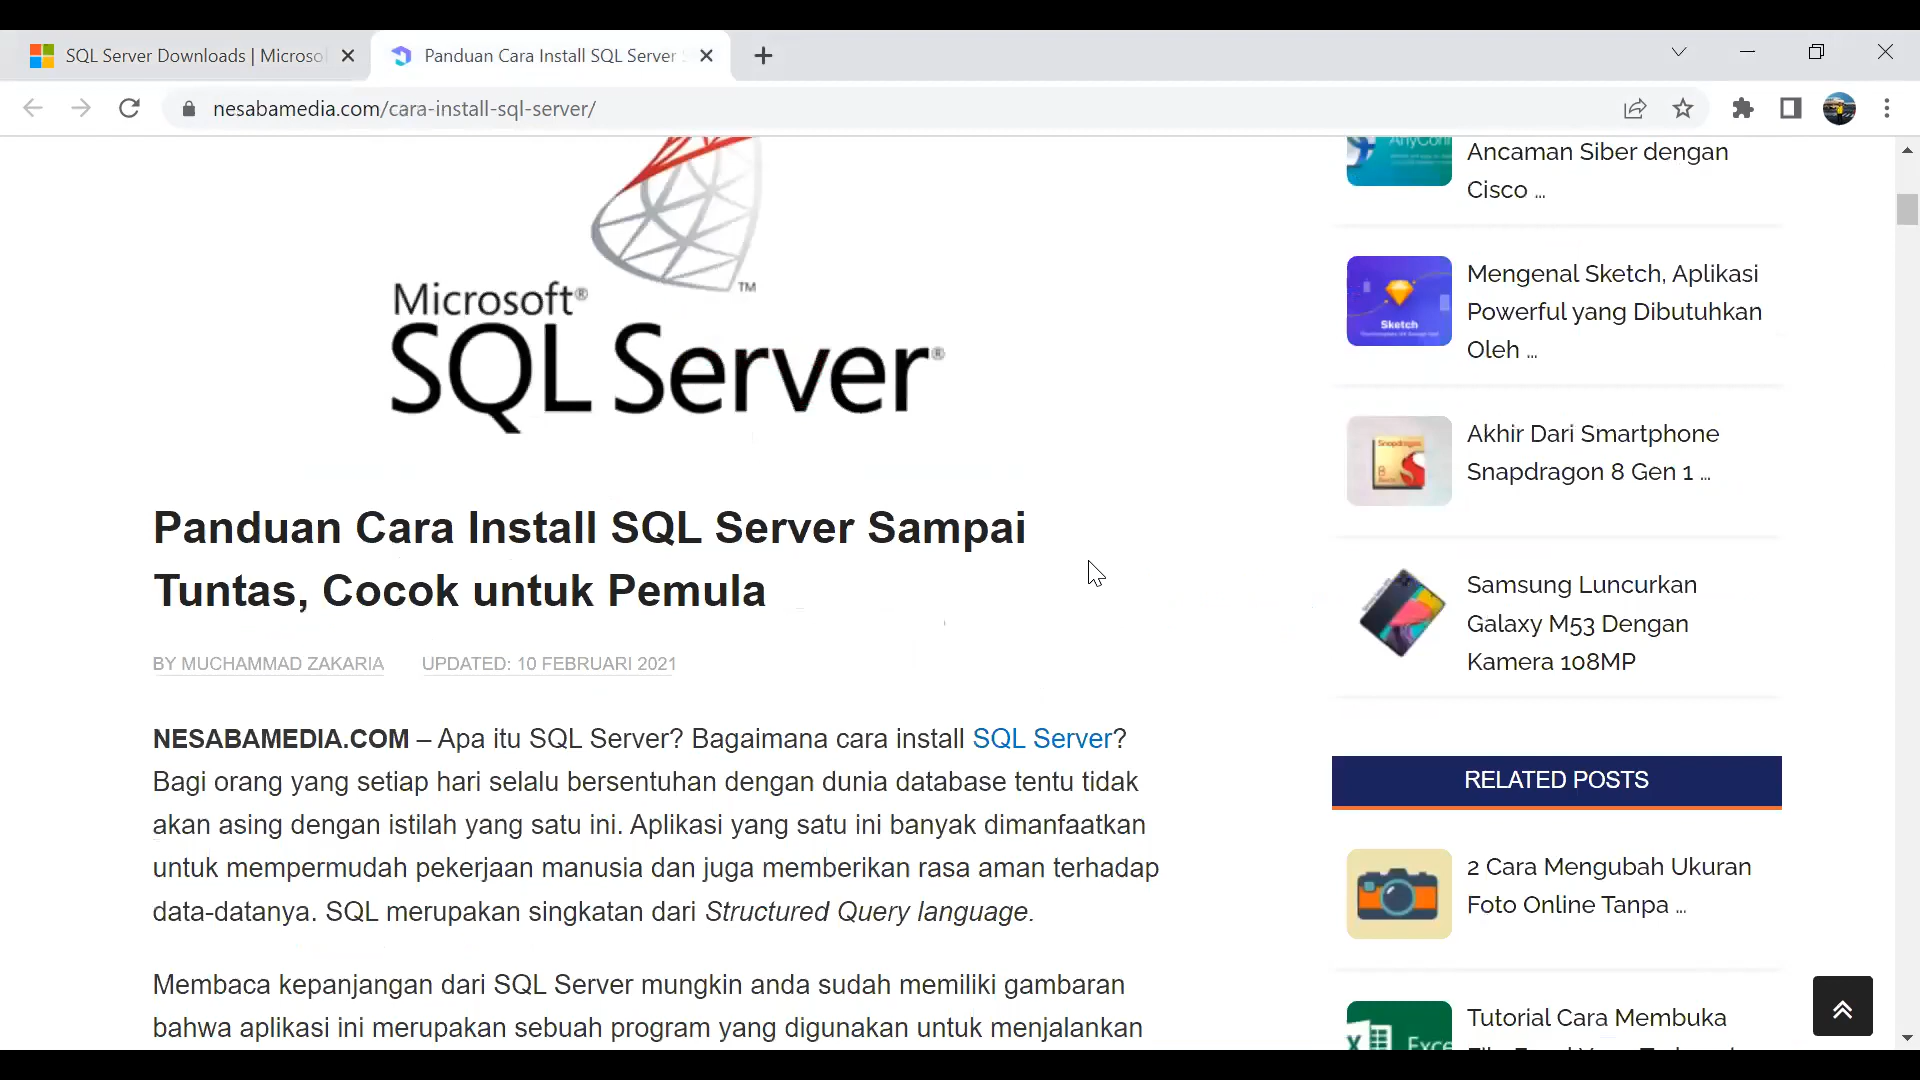 SQL Server Downloads | Microso
Panduan Cara Install SQL Server
nesabamedia.com/cara-install-sql-server/
Microsoft®
SQL Server®
TM
Panduan Cara Install SQL Server Sampai
Tuntas, Cocok untuk Pemula
BY MUCHAMMAD ZAKARIA UPDATED: 10 FEBRUARI 2021
NESABAMEDIA.COM – Apa itu SQL Server? Bagaimana cara install SQL Server?
Bagi orang yang setiap hari selalu bersentuhan dengan dunia database tentu tidak
akan asing dengan istilah yang satu ini. Aplikasi yang satu ini banyak dimanfaatkan
untuk mempermudah pekerjaan manusia dan juga memberikan rasa aman terhadap
data-datanya. SQL merupakan singkatan dari Structured Query language.
Membaca kepanjangan dari SQL Server mungkin anda sudah memiliki gambaran
bahwa aplikasi ini merupakan sebuah program yang digunakan untuk menjalankan
Ancaman Siber dengan
Cisco ...
Mengenal Sketch, Aplikasi
Powerful yang Dibutuhkan
Oleh ...
Sketch
Akhir Dari Smartphone
Snapdragon 8 Gen 1 ...
Snapdragon
8
Samsung Luncurkan
Galaxy M53 Dengan
Kamera 108MP
RELATED POSTS
2 Cara Mengubah Ukuran
Foto Online Tanpa ...
Tutorial Cara Membuka